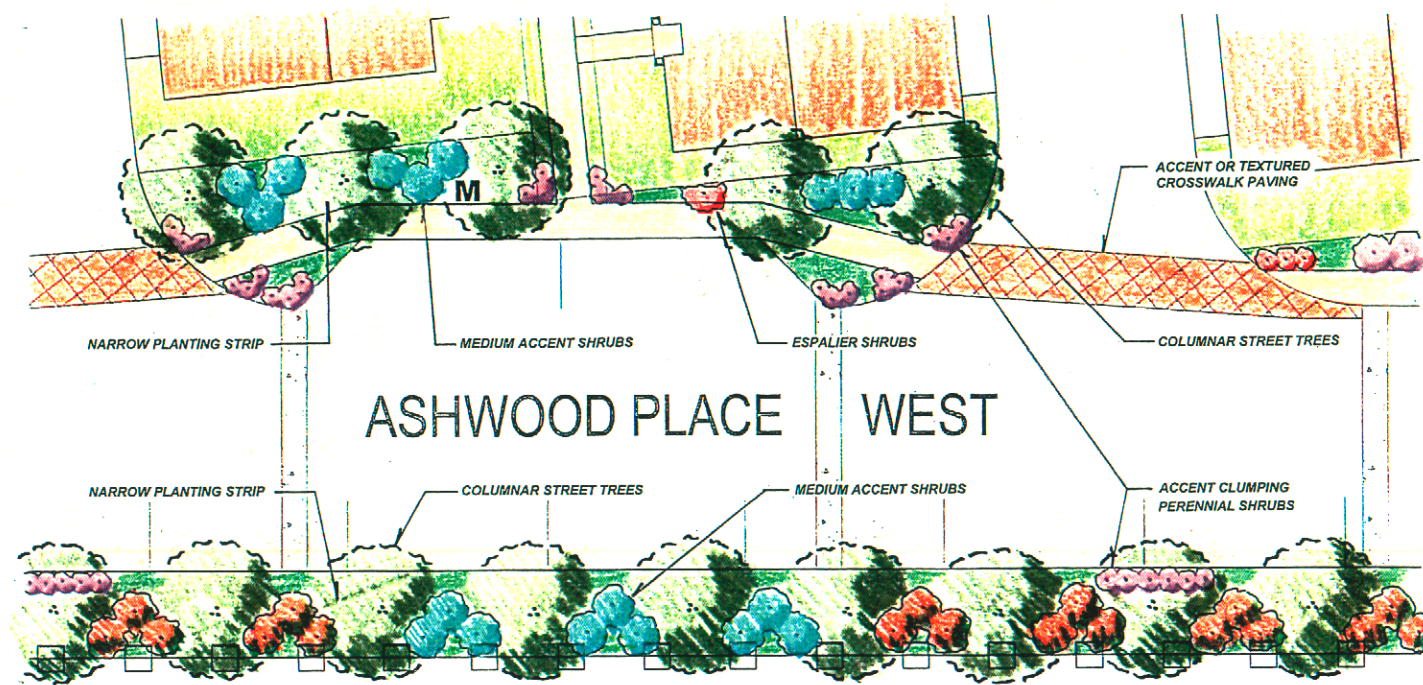 M
ACCENT OR TEXTURED
CROSSWALK PAVING
NARROW PLANTING STRIP
MEDIUM ACCENT SHRUBS
ESPALIER SHRUBS
COLUMNAR STREET TREES
ASHWOOD PLACE WEST
NARROW PLANTING STRIP
COLUMNAR STREET TREES
MEDIUM ACCENT SHRUBS
ACCENT CLUMPING
PERENNIAL SHRUBS